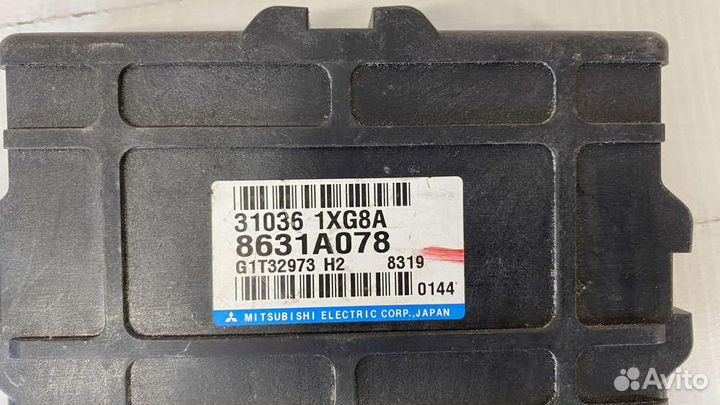 31036 1XG8A
8631A078
G1T32973 H2 8319
0144
MITSUBISHI ELECTRIC CORP.,JAPAN
Avito